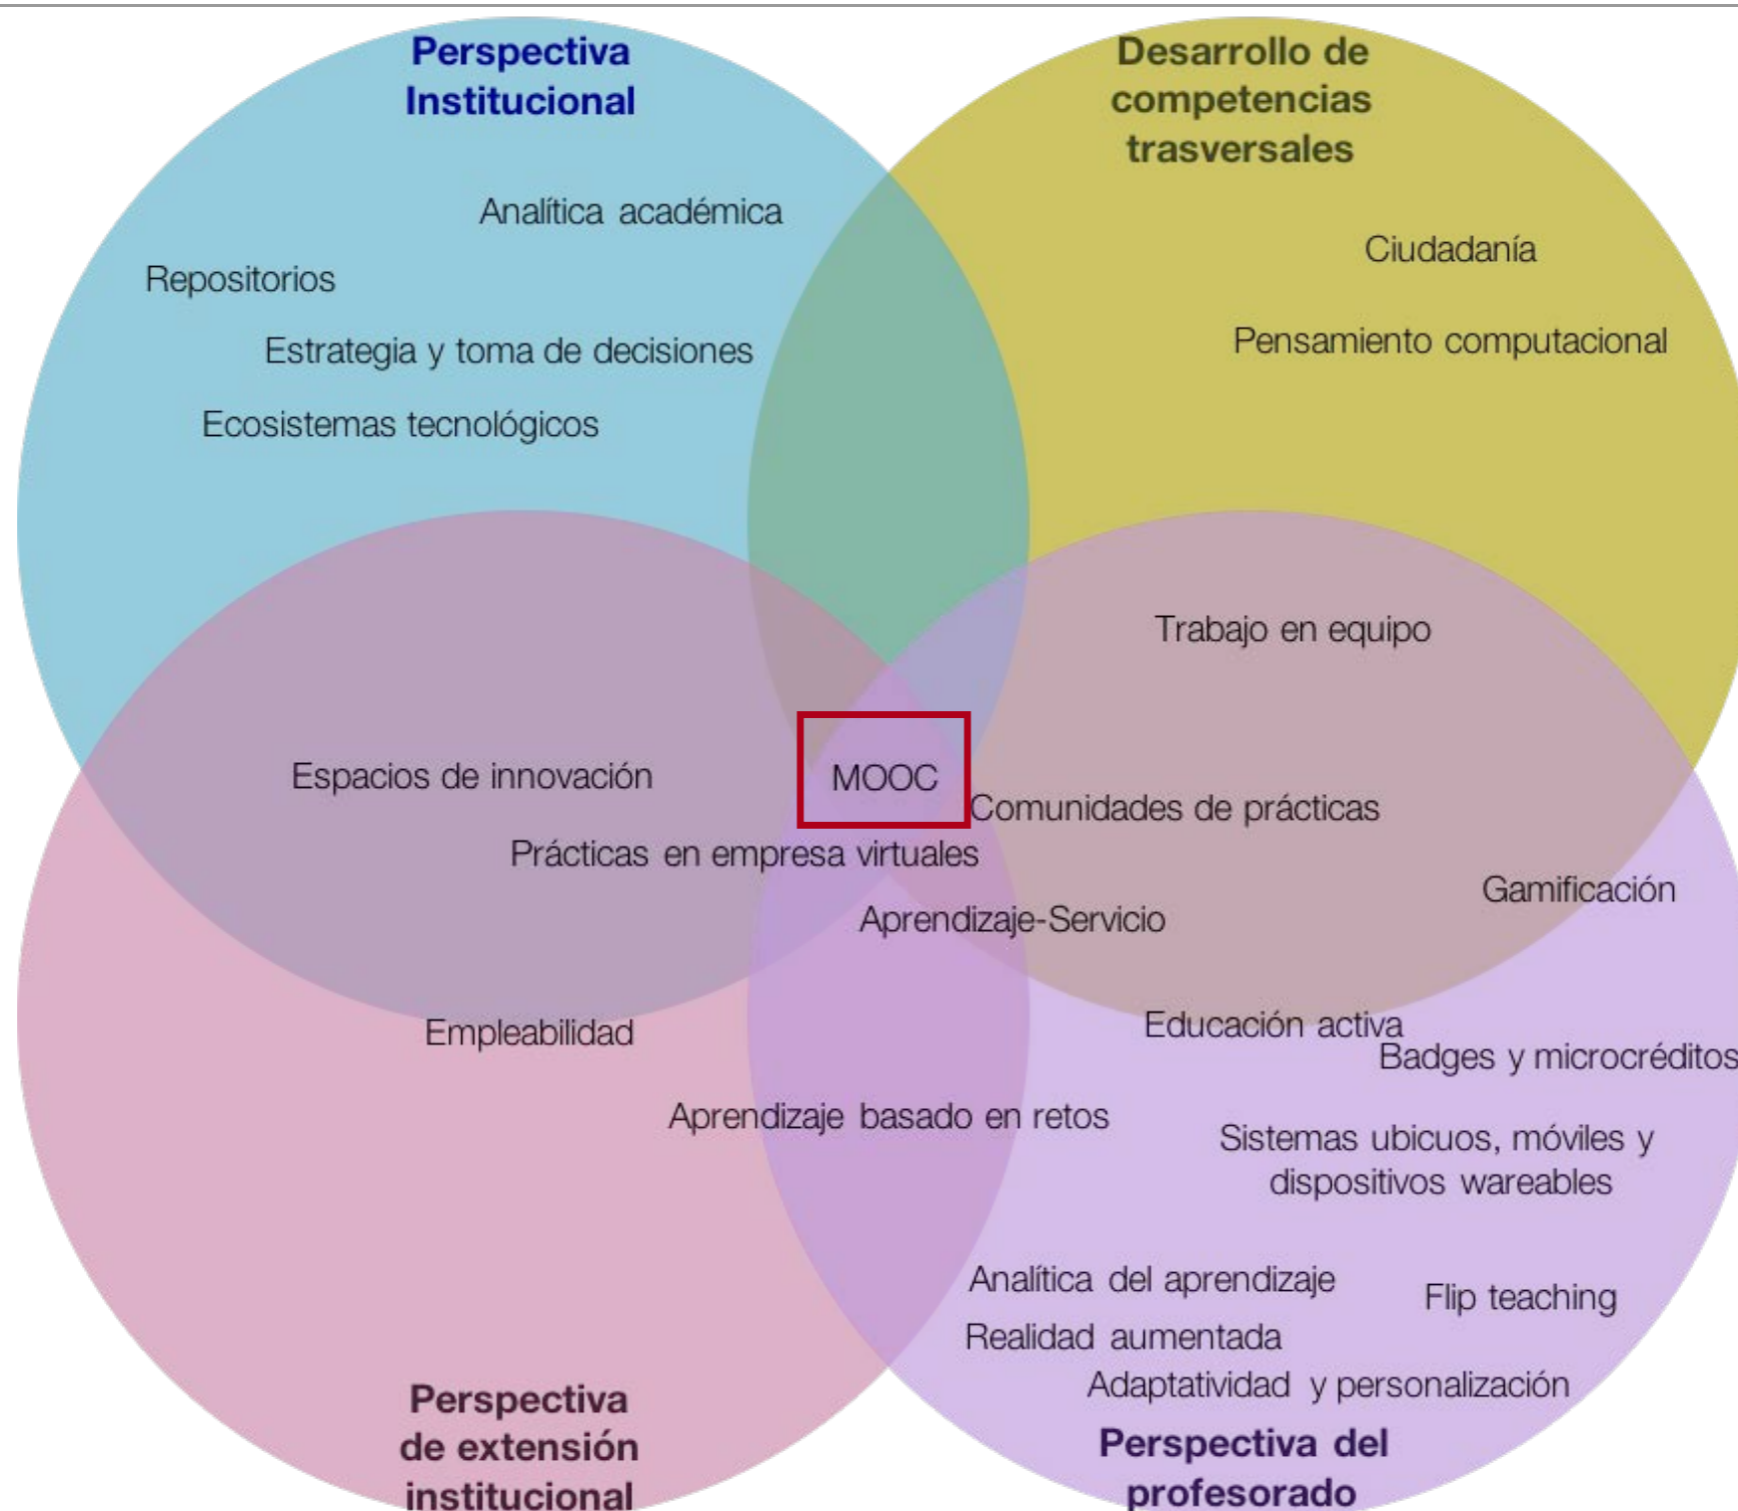 Perspectiva
Institucional
Desarrollo de
competencias
trasversales
Analítica académica
Ciudadanía
Repositorios
Pensamiento computacional
Estrategia y toma de decisiones
Ecosistemas tecnológicos
Trabajo en equipo
Espacios de innovación
MOOC
Comunidades de prácticas
Prácticas en empresa virtuales
Gamificación
Aprendizaje-Servicio
Educación activa
Empleabilidad
Badges y microcréditos
Aprendizaje basado en retos
Sistemas ubicuos, móviles y
dispositivos wareables
Analítica del aprendizaje
Flip teaching
Realidad aumentada
Adaptatividad y personalización
Perspectiva
de extensión
institucional
Perspectiva del
profesorado